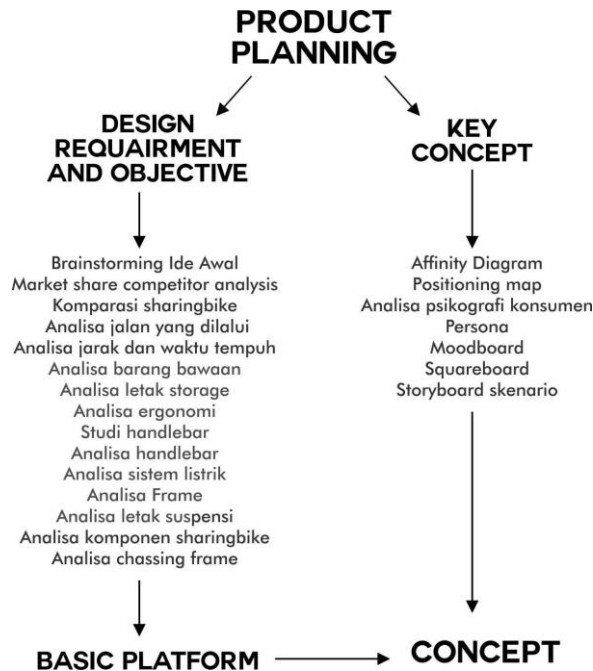 PRODUCT
PLANNING
DESIGN
REQUAIRMENT
AND OBJECTIVE
Brainstorming Ide Awal
Market share competitor analysis
Komparasi sharingbike
Analisa jalan yang dilalui
Analisa jarak dan waktu tempuh
Analisa barang bawaan
Analisa letak storage
Analisa ergonomi
Studi handlebar
Analisa handlebar
Analisa sistem listrik
Analisa Frame
Analisa letak suspensi
Analisa komponen sharingbike
Analisa chassing frame
BASIC PLATFORM
KEY
CONCEPT
Affinity Diagram
Positioning map
Analisa psikografi konsumen
Persona
Moodboard
Squareboard
Storyboard skenario
CONCEPT